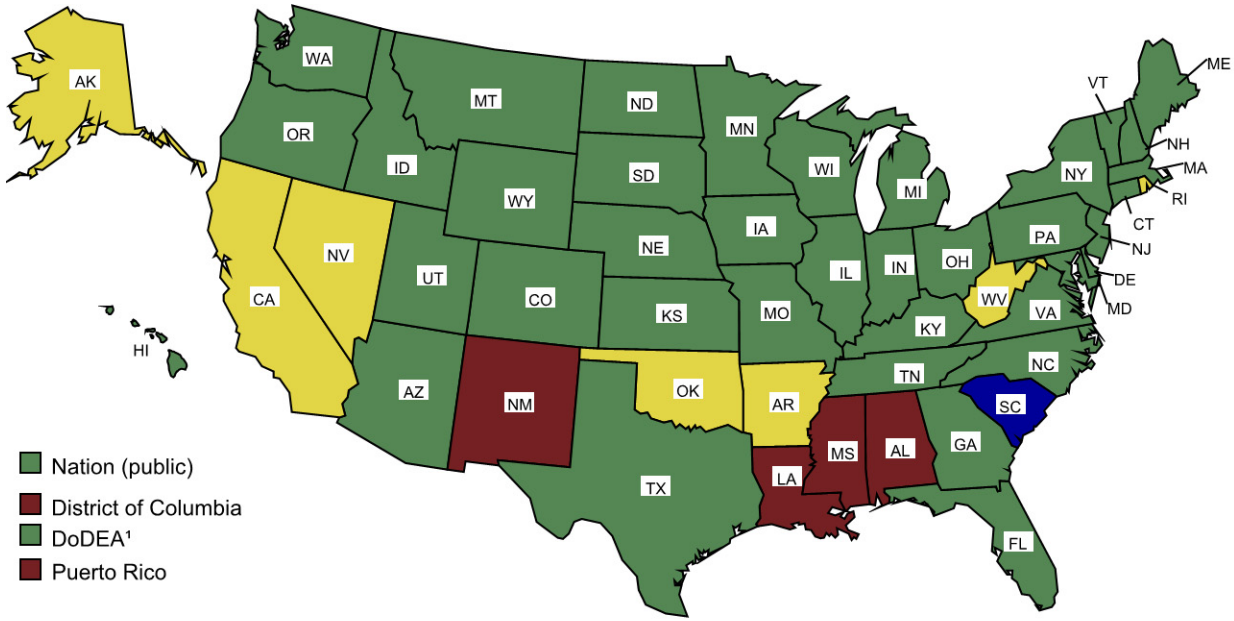 ME
VT
AK
WA
MT
ND
MN
OR
ID
SD
WI
MI
NY
NH
MA
RI
CT
WY
IA
NE
PA
NJ
NV
UT
CO
IL
IN
OH
DE
MD
CA
KS
MO
WV
VA
KY
HI
AZ
NM
OK
AR
TN
NC
SC
MS
AL
GA
LA
TX
FL
Nation (public)
District of Columbia
DoDEA¹
Puerto Rico